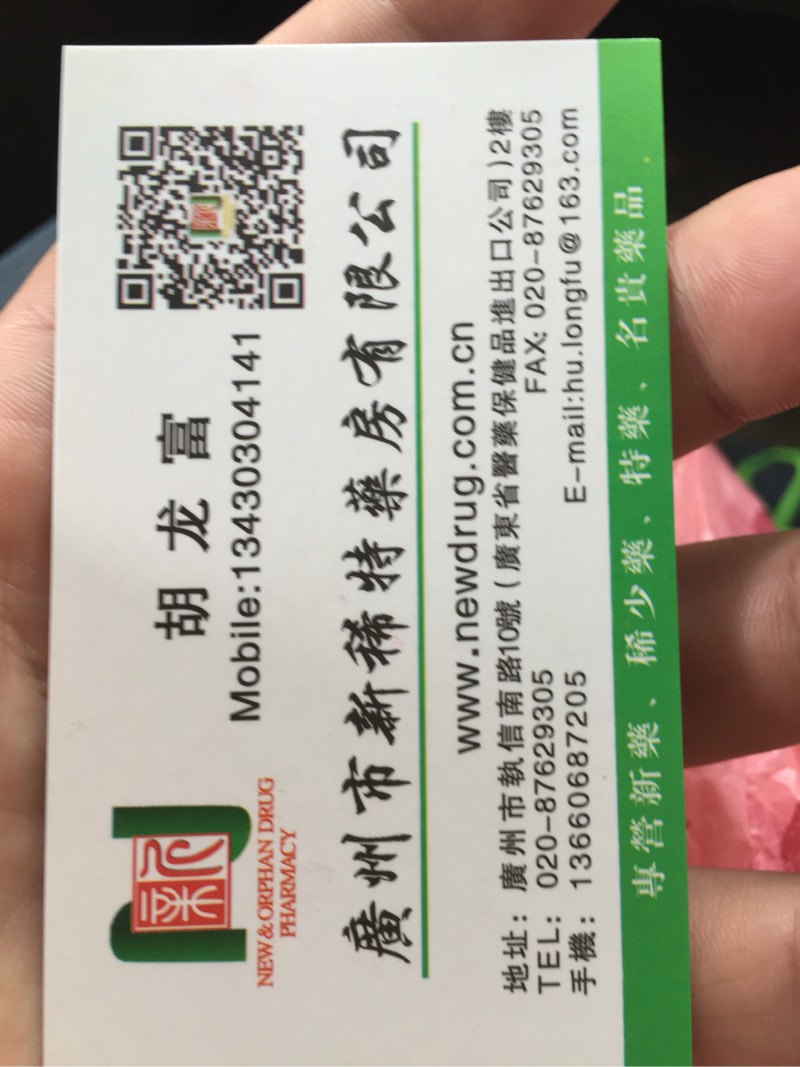 胡龙富
Mobile:13430304141
NEW & ORPHAN DRUG
PHARMACY
廣州市新稀特藥房有限公司
www.newdrug.com.cn
地址：廣州市執信南路10號（廣東省醫藥保健品進出口公司）2樓
TEL：020-87629305 FAX: 020-87629305
手機：13660687205 E-mail:hu.longfu@163.com
專營新藥、稀少藥、特藥、名貴藥品